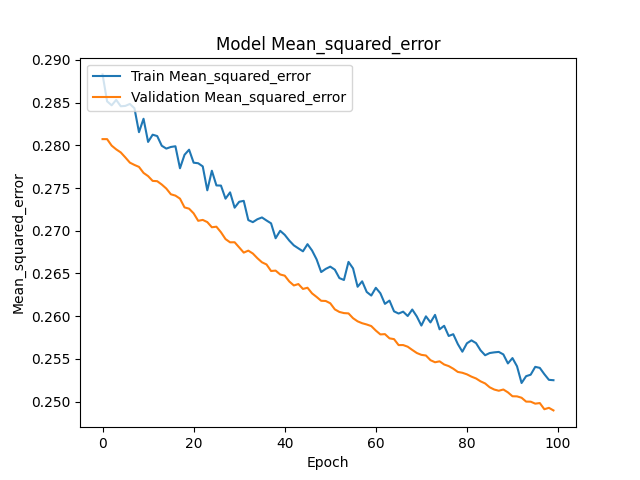 Model Mean_squared_error
0.290
0.285
0.280
0.275
0.270
0.265
0.260
0.255
0.250
Mean_squared_error
Train Mean_squared_error
Validation Mean_squared_error
0 20 40 60 80 100
Epoch